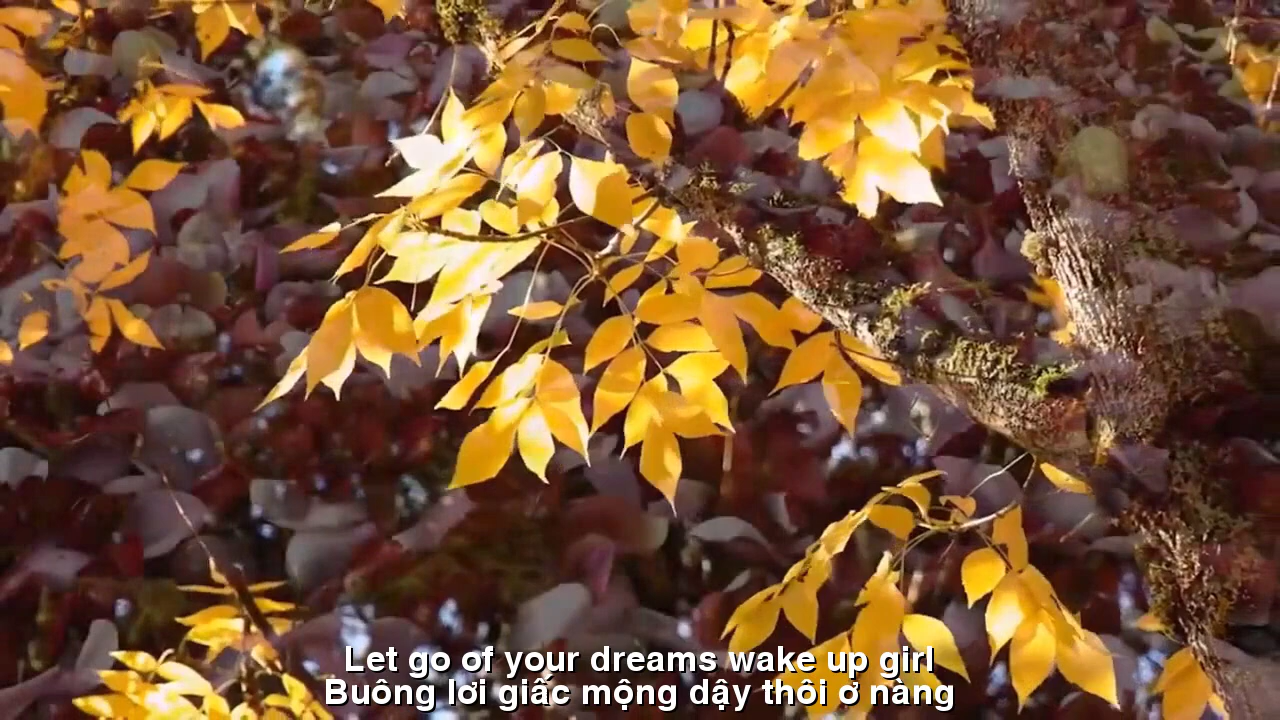 Let go of your dreams wake up girl
Buông lơi giấc mộng dậy thôi ơ nàng